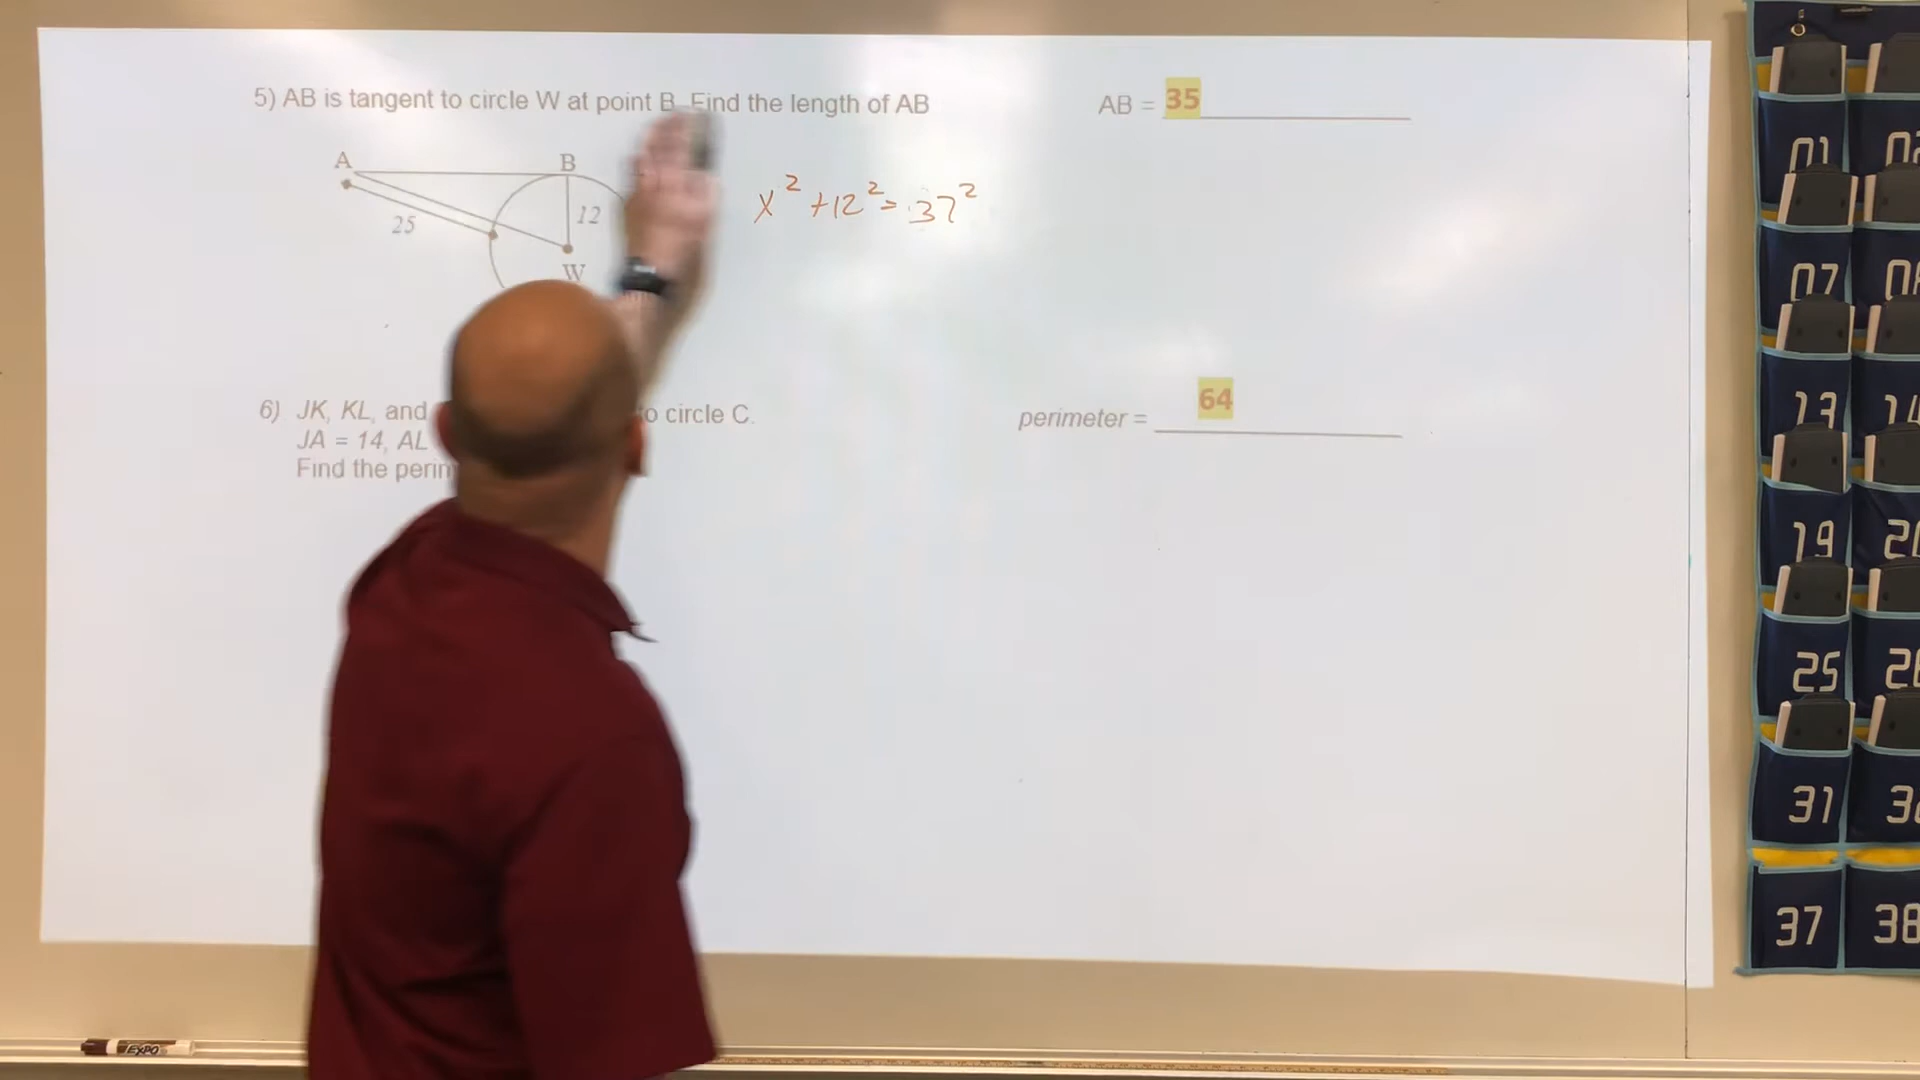 5) AB is tangent to circle W at point B. Find the length of AB
AB = 35
A
B
25
12
W
x² + 12² = 37²
6) JK, KL, and
to circle C.
JA = 14, AL
Find the
perimeter = 64
01
07
13
14
19
25
31
37
38
EXPO